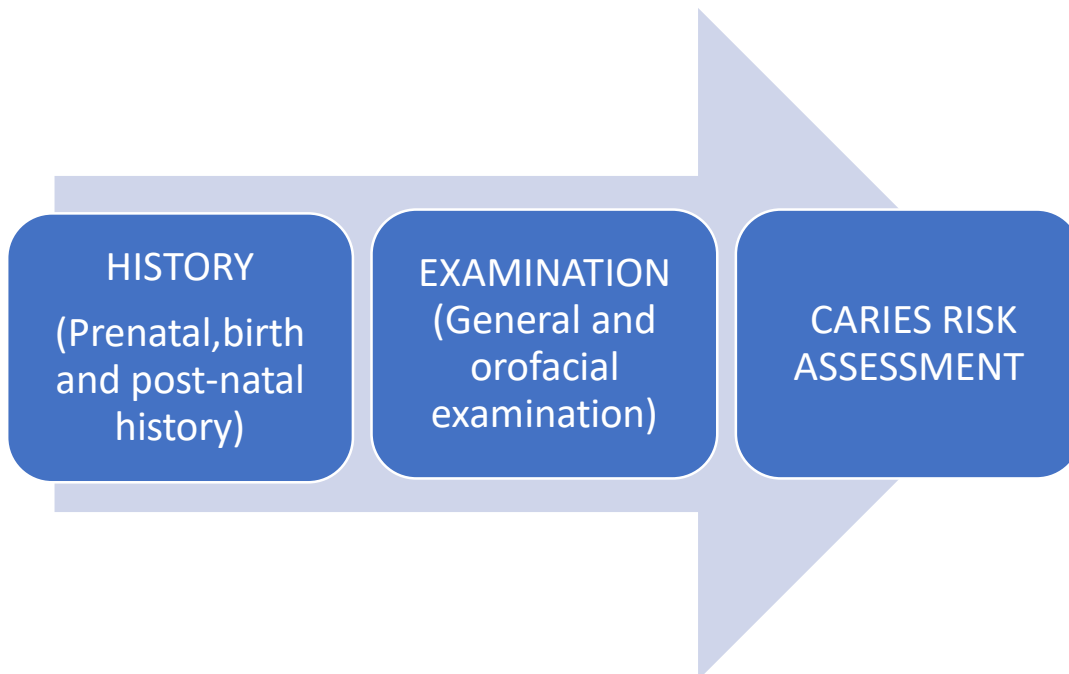 HISTORY
(Prenatal,birth
and post-natal
history)
EXAMINATION
(General and
orofacial
examination)
CARIES RISK
ASSESSMENT